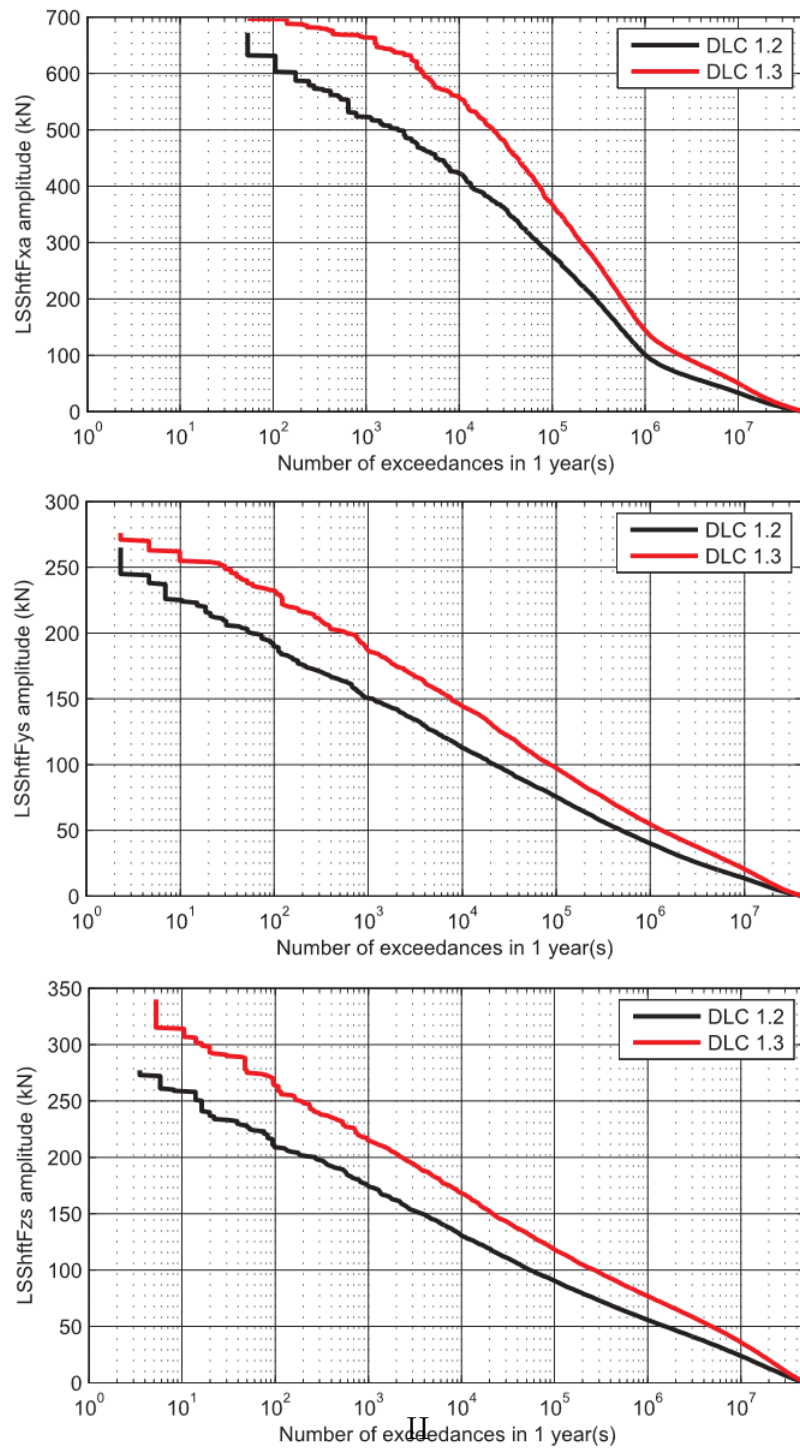 LSShftFxa amplitude (kN)
700
600
500
400
300
200
100
0
DLC 1.2
DLC 1.3
10^0 10^1 10^2 10^3 10^4 10^5 10^6 10^7
Number of exceedances in 1 year(s)
LSShftFys amplitude (kN)
300
250
200
150
100
50
0
DLC 1.2
DLC 1.3
10^0 10^1 10^2 10^3 10^4 10^5 10^6 10^7
Number of exceedances in 1 year(s)
LSShftFzs amplitude (kN)
350
300
250
200
150
100
50
0
DLC 1.2
DLC 1.3
10^0 10^1 10^2 10^3 10^4 10^5 10^6 10^7
Number of exceedances in 1 year(s)
II